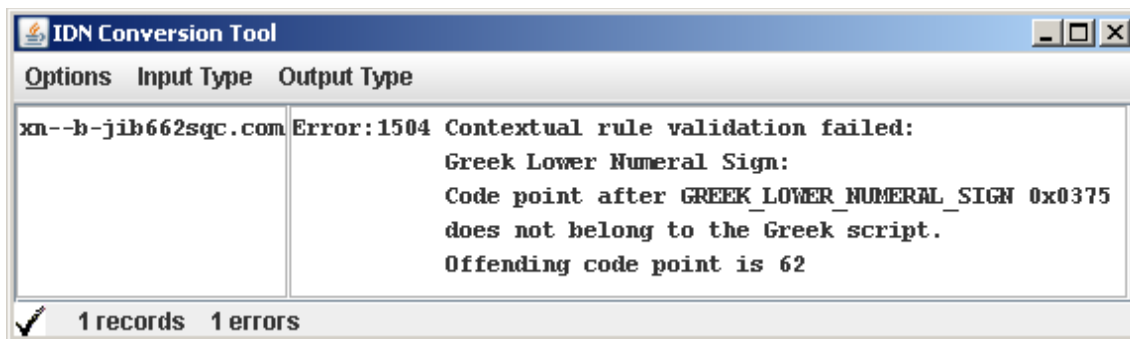 IDN Conversion Tool
Options Input Type Output Type
xn--b-jib662sqc.com Error:1504 Contextual rule validation failed:
Greek Lower Numeral Sign:
Code point after GREEK_LOWER_NUMERAL_SIGN 0x0375
does not belong to the Greek script.
Offending code point is 62
1 records 1 errors